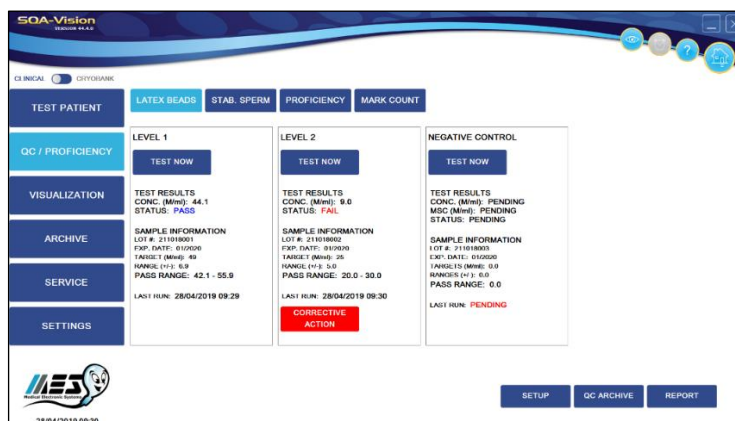 SQA-Vision
VERSION 44.4.0
CLINICAL CRYOBANK
TEST PATIENT
QC / PROFICIENCY
VISUALIZATION
ARCHIVE
SERVICE
SETTINGS
LATEX BEADS STAB. SPERM PROFICIENCY MARK COUNT
LEVEL 1
TEST NOW
TEST RESULTS
CONC. (M/ml): 44.1
STATUS: PASS
SAMPLE INFORMATION
LOT #: 211018001
EXP. DATE: 01/2020
TARGET (M/ml): 49
RANGE (+/-): 6.9
PASS RANGE: 42.1 - 55.9
LAST RUN: 28/04/2019 09:29
LEVEL 2
TEST NOW
TEST RESULTS
CONC. (M/ml): 9.0
STATUS: FAIL
SAMPLE INFORMATION
LOT #: 211018002
EXP. DATE: 01/2020
TARGET (M/ml): 25
RANGE (+/-): 5.0
PASS RANGE: 20.0 - 30.0
LAST RUN: 28/04/2019 09:30
CORRECTIVE
ACTION
NEGATIVE CONTROL
TEST NOW
TEST RESULTS
CONC. (M/ml): PENDING
MSC (M/ml): PENDING
STATUS: PENDING
SAMPLE INFORMATION
LOT #: 211018003
EXP. DATE: 01/2020
TARGETS (M/ml): 0.0
RANGES (+/-): 0.0
PASS RANGE: 0.0
LAST RUN: PENDING
MES
Medical Electronic Systems
28/04/2019 09:30
SETUP QC ARCHIVE REPORT